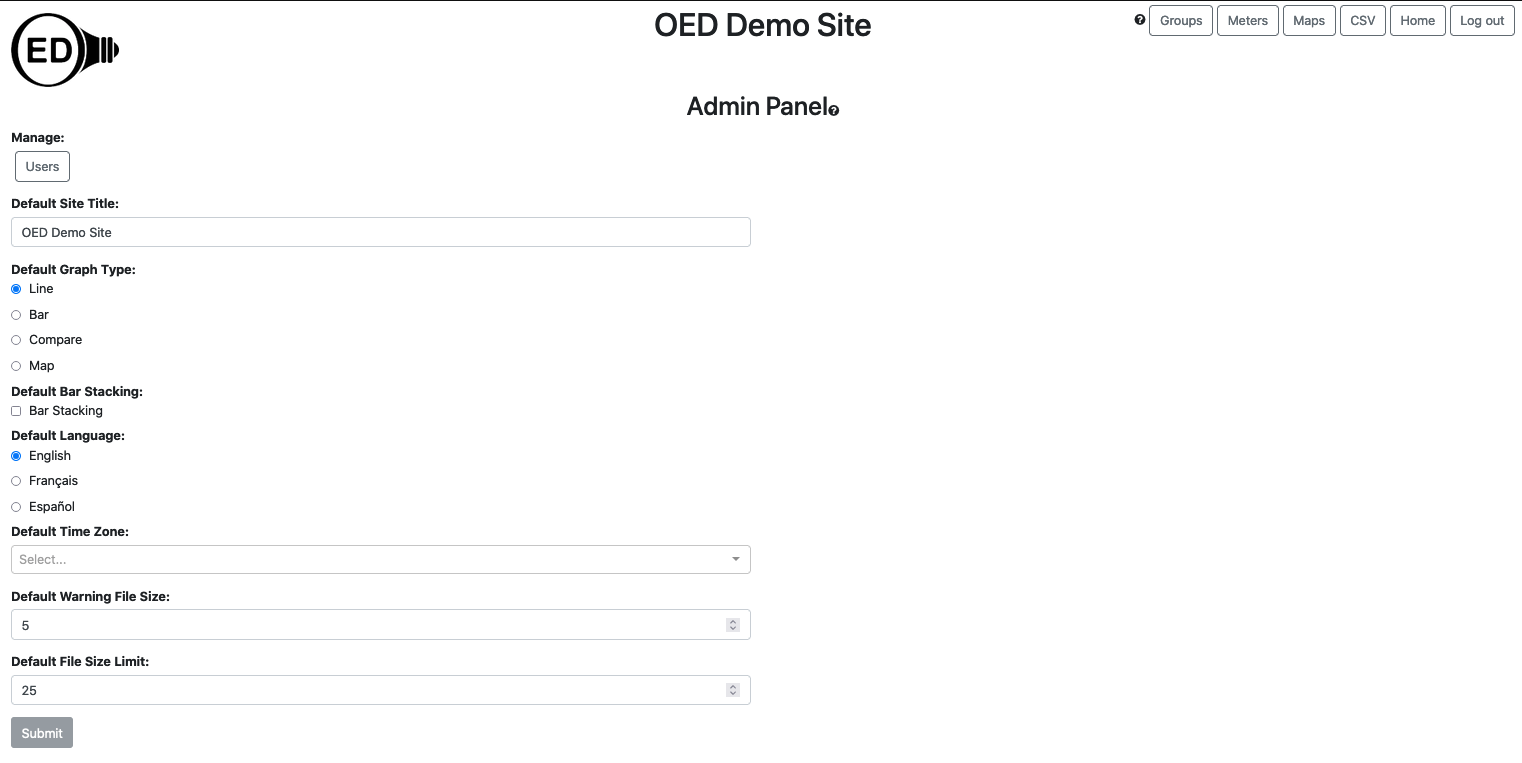 ED
OED Demo Site
? Groups Meters Maps CSV Home Log out
Admin Panel?
Manage:
Users
Default Site Title:
OED Demo Site
Default Graph Type:
Line
Bar
Compare
Map
Default Bar Stacking:
Bar Stacking
Default Language:
English
Français
Español
Default Time Zone:
Select...
Default Warning File Size:
5
Default File Size Limit:
25
Submit